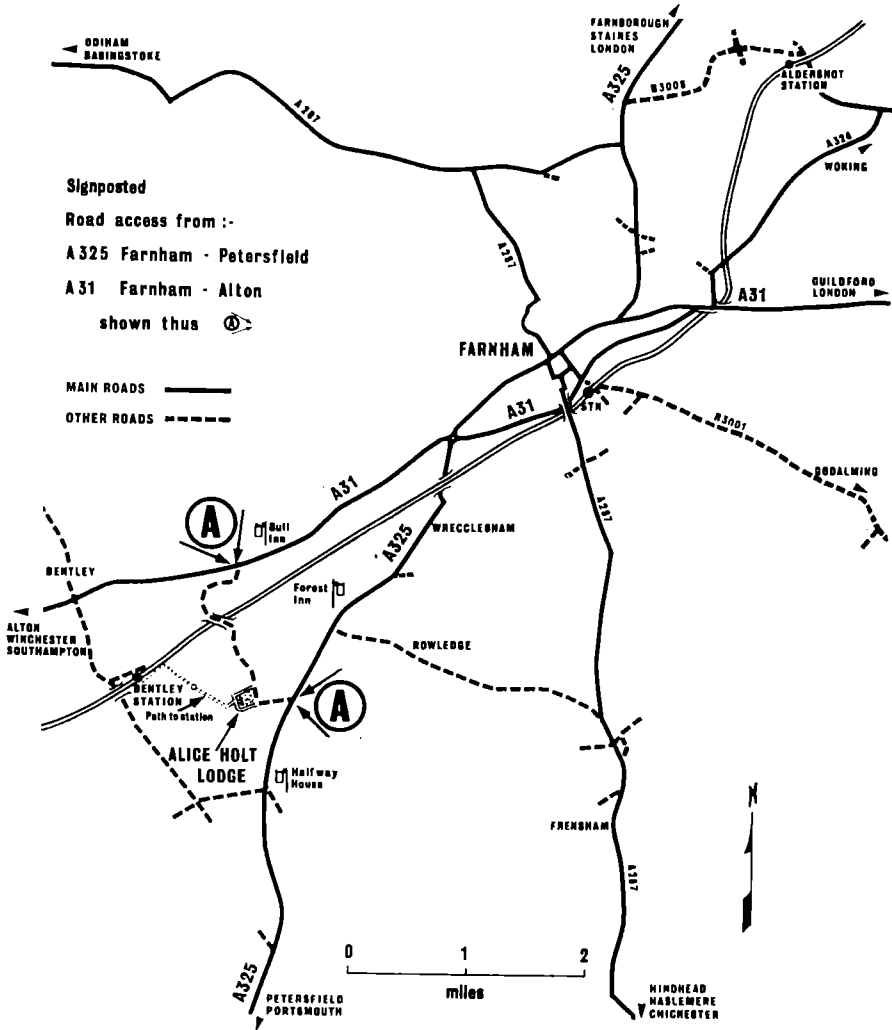 ODIHAM
BASINGSTOKE
FARNBOROUGH
STAINES
LONDON
A325
B3008
ALDERSHOT
STATION
A287
A324
WOKING
Signposted
Road access from :-
A325 Farnham - Petersfield
A31 Farnham - Alton
shown thus A
A287
GUILDFORD
LONDON
A31
FARNHAM
MAIN ROADS
OTHER ROADS
STN
A31
B3001
GODALMING
A31
A
Bull
Inn
A325
WRECCLESHAM
A287
BENTLEY
Forest
Inn
ALTON
WINCHESTER
SOUTHAMPTON
ROWLEDGE
BENTLEY
STATION
Path to station
A
ALICE HOLT
LODGE
Halfway
House
N
FRENSHAM
A287
0 1 2
miles
A325
PETERSFIELD
PORTSMOUTH
HINDHEAD
HASLEMERE
CHICHESTER